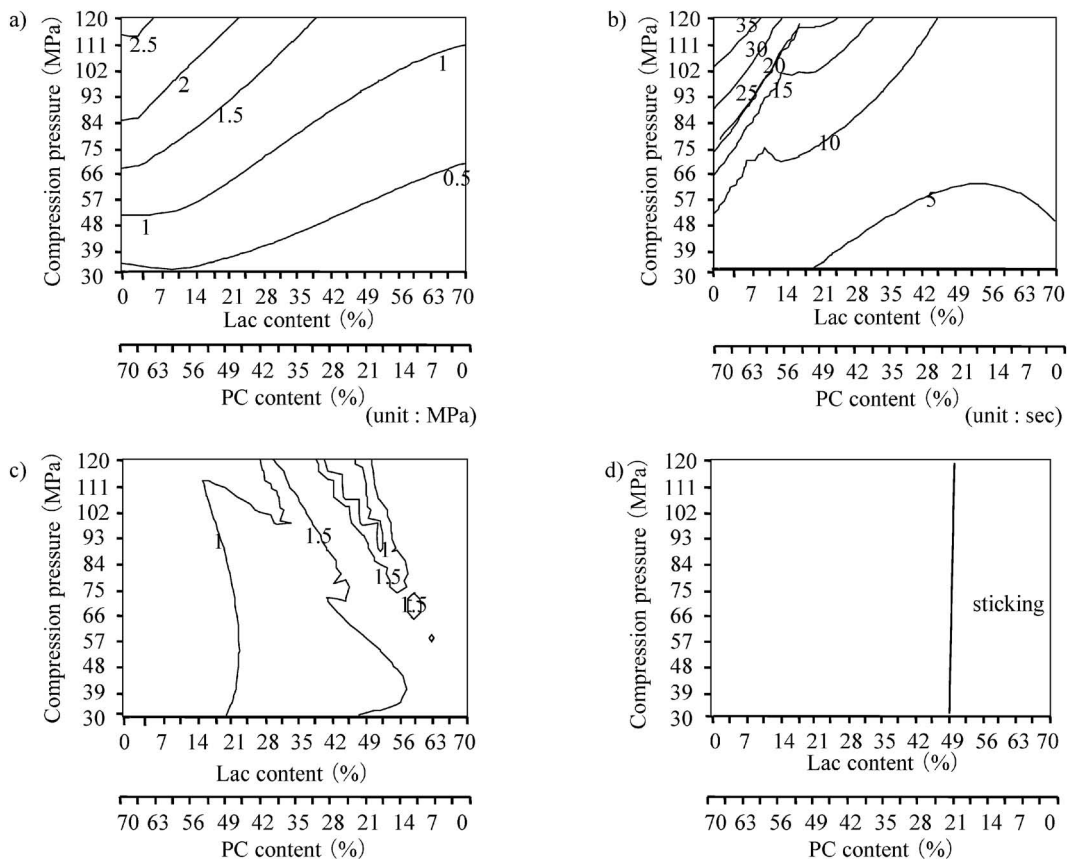 a)
Compression pressure (MPa)
120
111
102
93
84
75
66
57
48
39
30
2.5
2
1.5
1
1
0.5
0 7 14 21 28 35 42 49 56 63 70
Lac content (%)
70 63 56 49 42 35 28 21 14 7 0
PC content (%)
(unit : MPa)
b)
Compression pressure (MPa)
120
111
102
93
84
75
66
57
48
39
30
35
30
20
25
15
10
5
0 7 14 21 28 35 42 49 56 63 70
Lac content (%)
70 63 56 49 42 35 28 21 14 7 0
PC content (%)
(unit : sec)
c)
Compression pressure (MPa)
120
111
102
93
84
75
66
57
48
39
30
1
1.5
1
1.5
1.5
0 7 14 21 28 35 42 49 56 63 70
Lac content (%)
70 63 56 49 42 35 28 21 14 7 0
PC content (%)
d)
Compression pressure (MPa)
120
111
102
93
84
75
66
57
48
39
30
sticking
0 7 14 21 28 35 42 49 56 63 70
Lac content (%)
70 63 56 49 42 35 28 21 14 7 0
PC content (%)